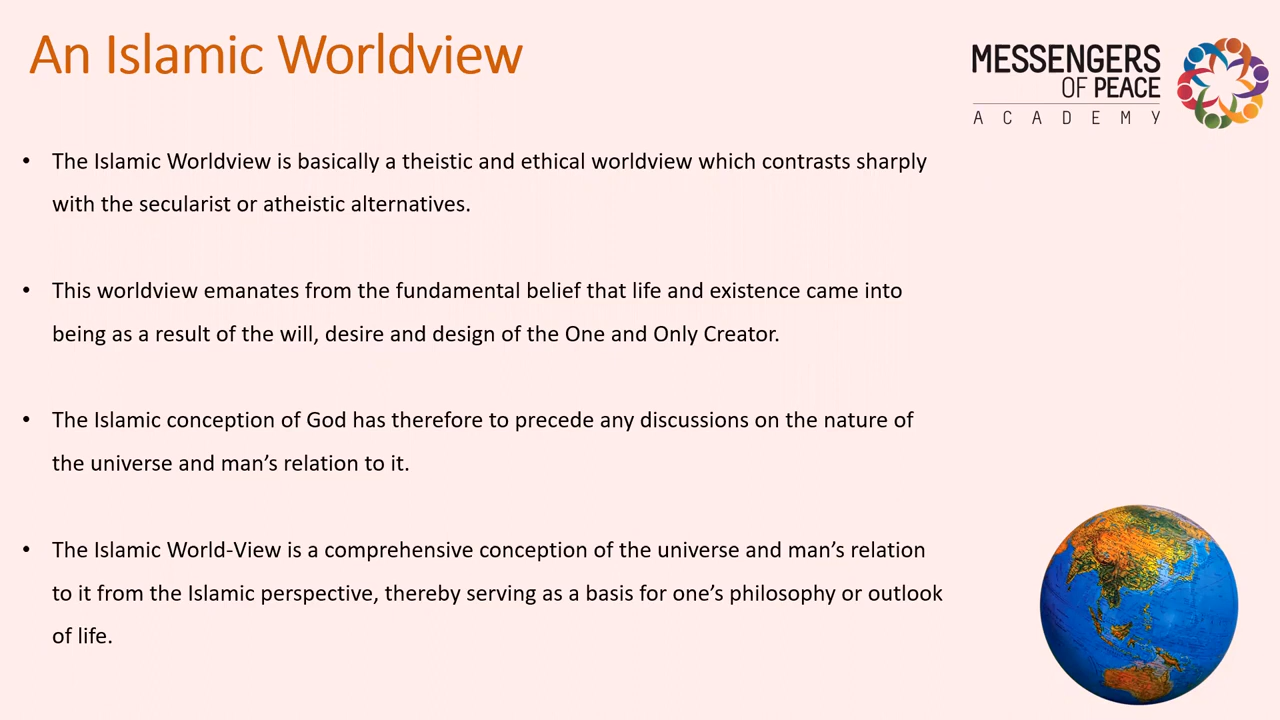 An Islamic Worldview
MESSENGERS
OF PEACE
ACADEMY
• The Islamic Worldview is basically a theistic and ethical worldview which contrasts sharply
with the secularist or atheistic alternatives.
• This worldview emanates from the fundamental belief that life and existence came into
being as a result of the will, desire and design of the One and Only Creator.
• The Islamic conception of God has therefore to precede any discussions on the nature of
the universe and man’s relation to it.
• The Islamic World-View is a comprehensive conception of the universe and man’s relation
to it from the Islamic perspective, thereby serving as a basis for one’s philosophy or outlook
of life.